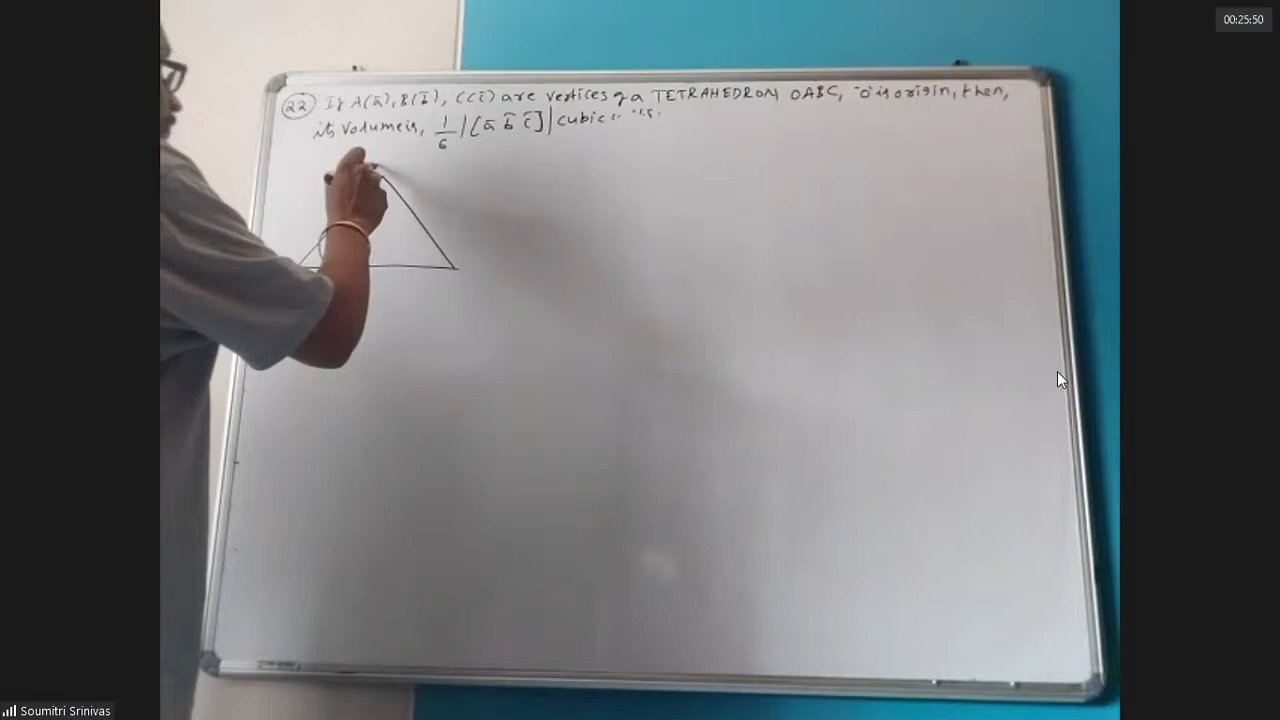 00:25:50
22 If A(a̅), B(b̅), C(c̅) are vertices of a TETRAHEDRON OABC, 'O' is origin, then,
its volume is, 1/6 |[a̅ b̅ c̅]| cubic
Soumitri Srinivas